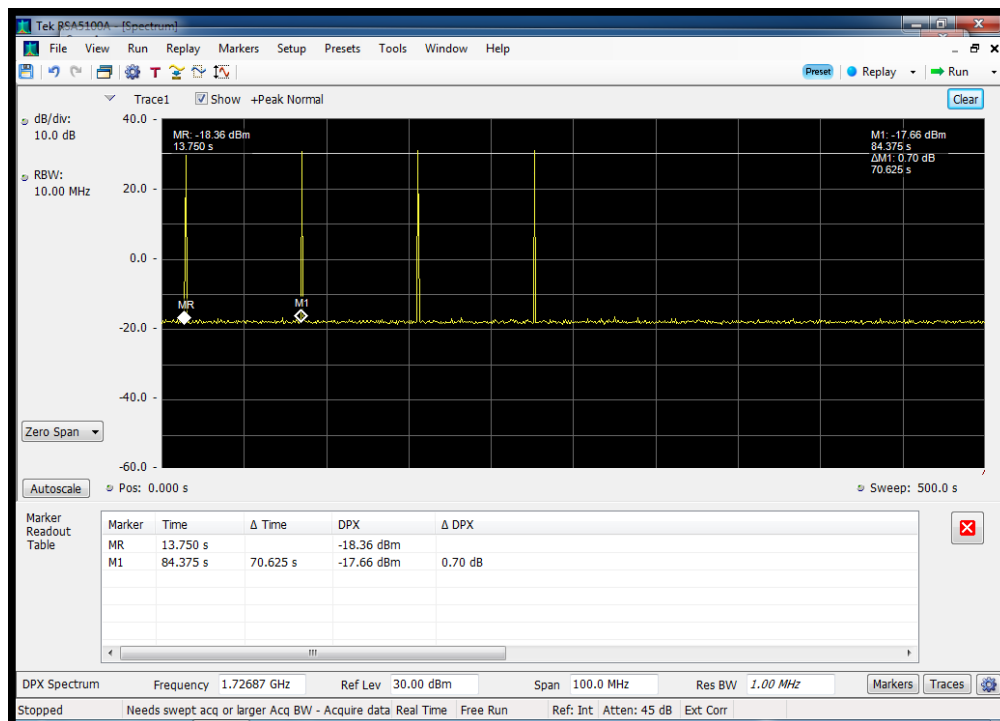 Tek RSA5100A - [Spectrum]
File View Run Replay Markers Setup Presets Tools Window Help
T Preset Replay Run
Trace1 Show +Peak Normal Clear
dB/div:
10.0 dB
RBW:
10.00 MHz
40.0
20.0
0.0
-20.0
-40.0
-60.0
MR: -18.36 dBm
13.750 s
M1: -17.66 dBm
84.375 s
ΔM1: 0.70 dB
70.625 s
MR
M1
Zero Span
Autoscale Pos: 0.000 s Sweep: 500.0 s
Marker
Readout
Table
Marker Time Δ Time DPX Δ DPX
MR 13.750 s -18.36 dBm
M1 84.375 s 70.625 s -17.66 dBm 0.70 dB
DPX Spectrum Frequency 1.72687 GHz Ref Lev 30.00 dBm Span 100.0 MHz Res BW 1.00 MHz Markers Traces
Stopped Needs swept acq or larger Acq BW - Acquire data Real Time Free Run Ref: Int Atten: 45 dB Ext Corr